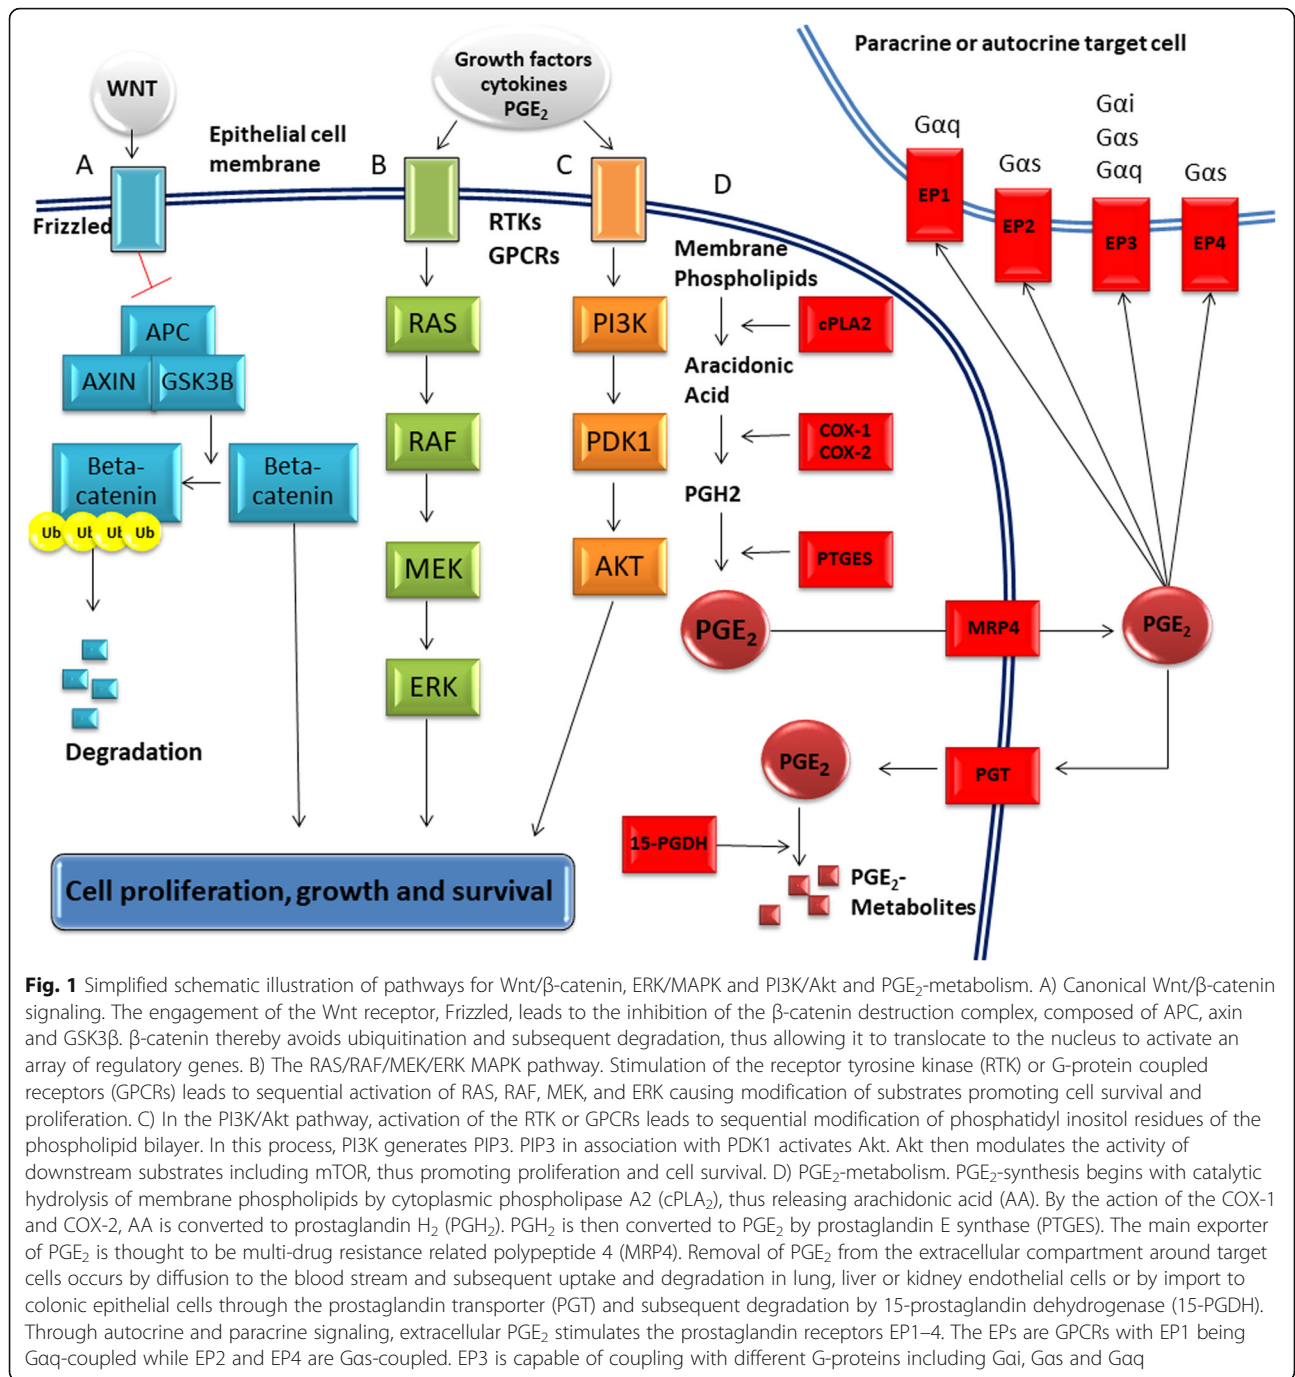 Paracrine or autocrine target cell
WNT
Growth factors
cytokines
PGE2
Epithelial cell
membrane
A
B
C
D
Gαq
Gαs
Gαi
Gαs
Gαq
Gαs
EP1
EP2
EP3
EP4
Frizzled
RTKs
GPCRs
Membrane
Phospholipids
APC
AXIN
GSK3B
RAS
PI3K
cPLA2
Aracidonic
Acid
Beta-
catenin
Beta-
catenin
RAF
PDK1
COX-1
COX-2
PGH2
Ub
Ub
Ub
Ub
MEK
AKT
PTGES
PGE2
MRP4
PGE2
ERK
Degradation
PGE2
PGT
15-PGDH
PGE2-
Metabolites
Cell proliferation, growth and survival
Fig. 1 Simplified schematic illustration of pathways for Wnt/β-catenin, ERK/MAPK and PI3K/Akt and PGE2-metabolism. A) Canonical Wnt/β-catenin
signaling. The engagement of the Wnt receptor, Frizzled, leads to the inhibition of the β-catenin destruction complex, composed of APC, axin
and GSK3β. β-catenin thereby avoids ubiquitination and subsequent degradation, thus allowing it to translocate to the nucleus to activate an
array of regulatory genes. B) The RAS/RAF/MEK/ERK MAPK pathway. Stimulation of the receptor tyrosine kinase (RTK) or G-protein coupled
receptors (GPCRs) leads to sequential activation of RAS, RAF, MEK, and ERK causing modification of substrates promoting cell survival and
proliferation. C) In the PI3K/Akt pathway, activation of the RTK or GPCRs leads to sequential modification of phosphatidyl inositol residues of the
phospholipid bilayer. In this process, PI3K generates PIP3. PIP3 in association with PDK1 activates Akt. Akt then modulates the activity of
downstream substrates including mTOR, thus promoting proliferation and cell survival. D) PGE2-metabolism. PGE2-synthesis begins with catalytic
hydrolysis of membrane phospholipids by cytoplasmic phospholipase A2 (cPLA2), thus releasing arachidonic acid (AA). By the action of the COX-1
and COX-2, AA is converted to prostaglandin H2 (PGH2). PGH2 is then converted to PGE2 by prostaglandin E synthase (PTGES). The main exporter
of PGE2 is thought to be multi-drug resistance related polypeptide 4 (MRP4). Removal of PGE2 from the extracellular compartment around target
cells occurs by diffusion to the blood stream and subsequent uptake and degradation in lung, liver or kidney endothelial cells or by import to
colonic epithelial cells through the prostaglandin transporter (PGT) and subsequent degradation by 15-prostaglandin dehydrogenase (15-PGDH).
Through autocrine and paracrine signaling, extracellular PGE2 stimulates the prostaglandin receptors EP1–4. The EPs are GPCRs with EP1 being
Gαq-coupled while EP2 and EP4 are Gαs-coupled. EP3 is capable of coupling with different G-proteins including Gαi, Gαs and Gαq